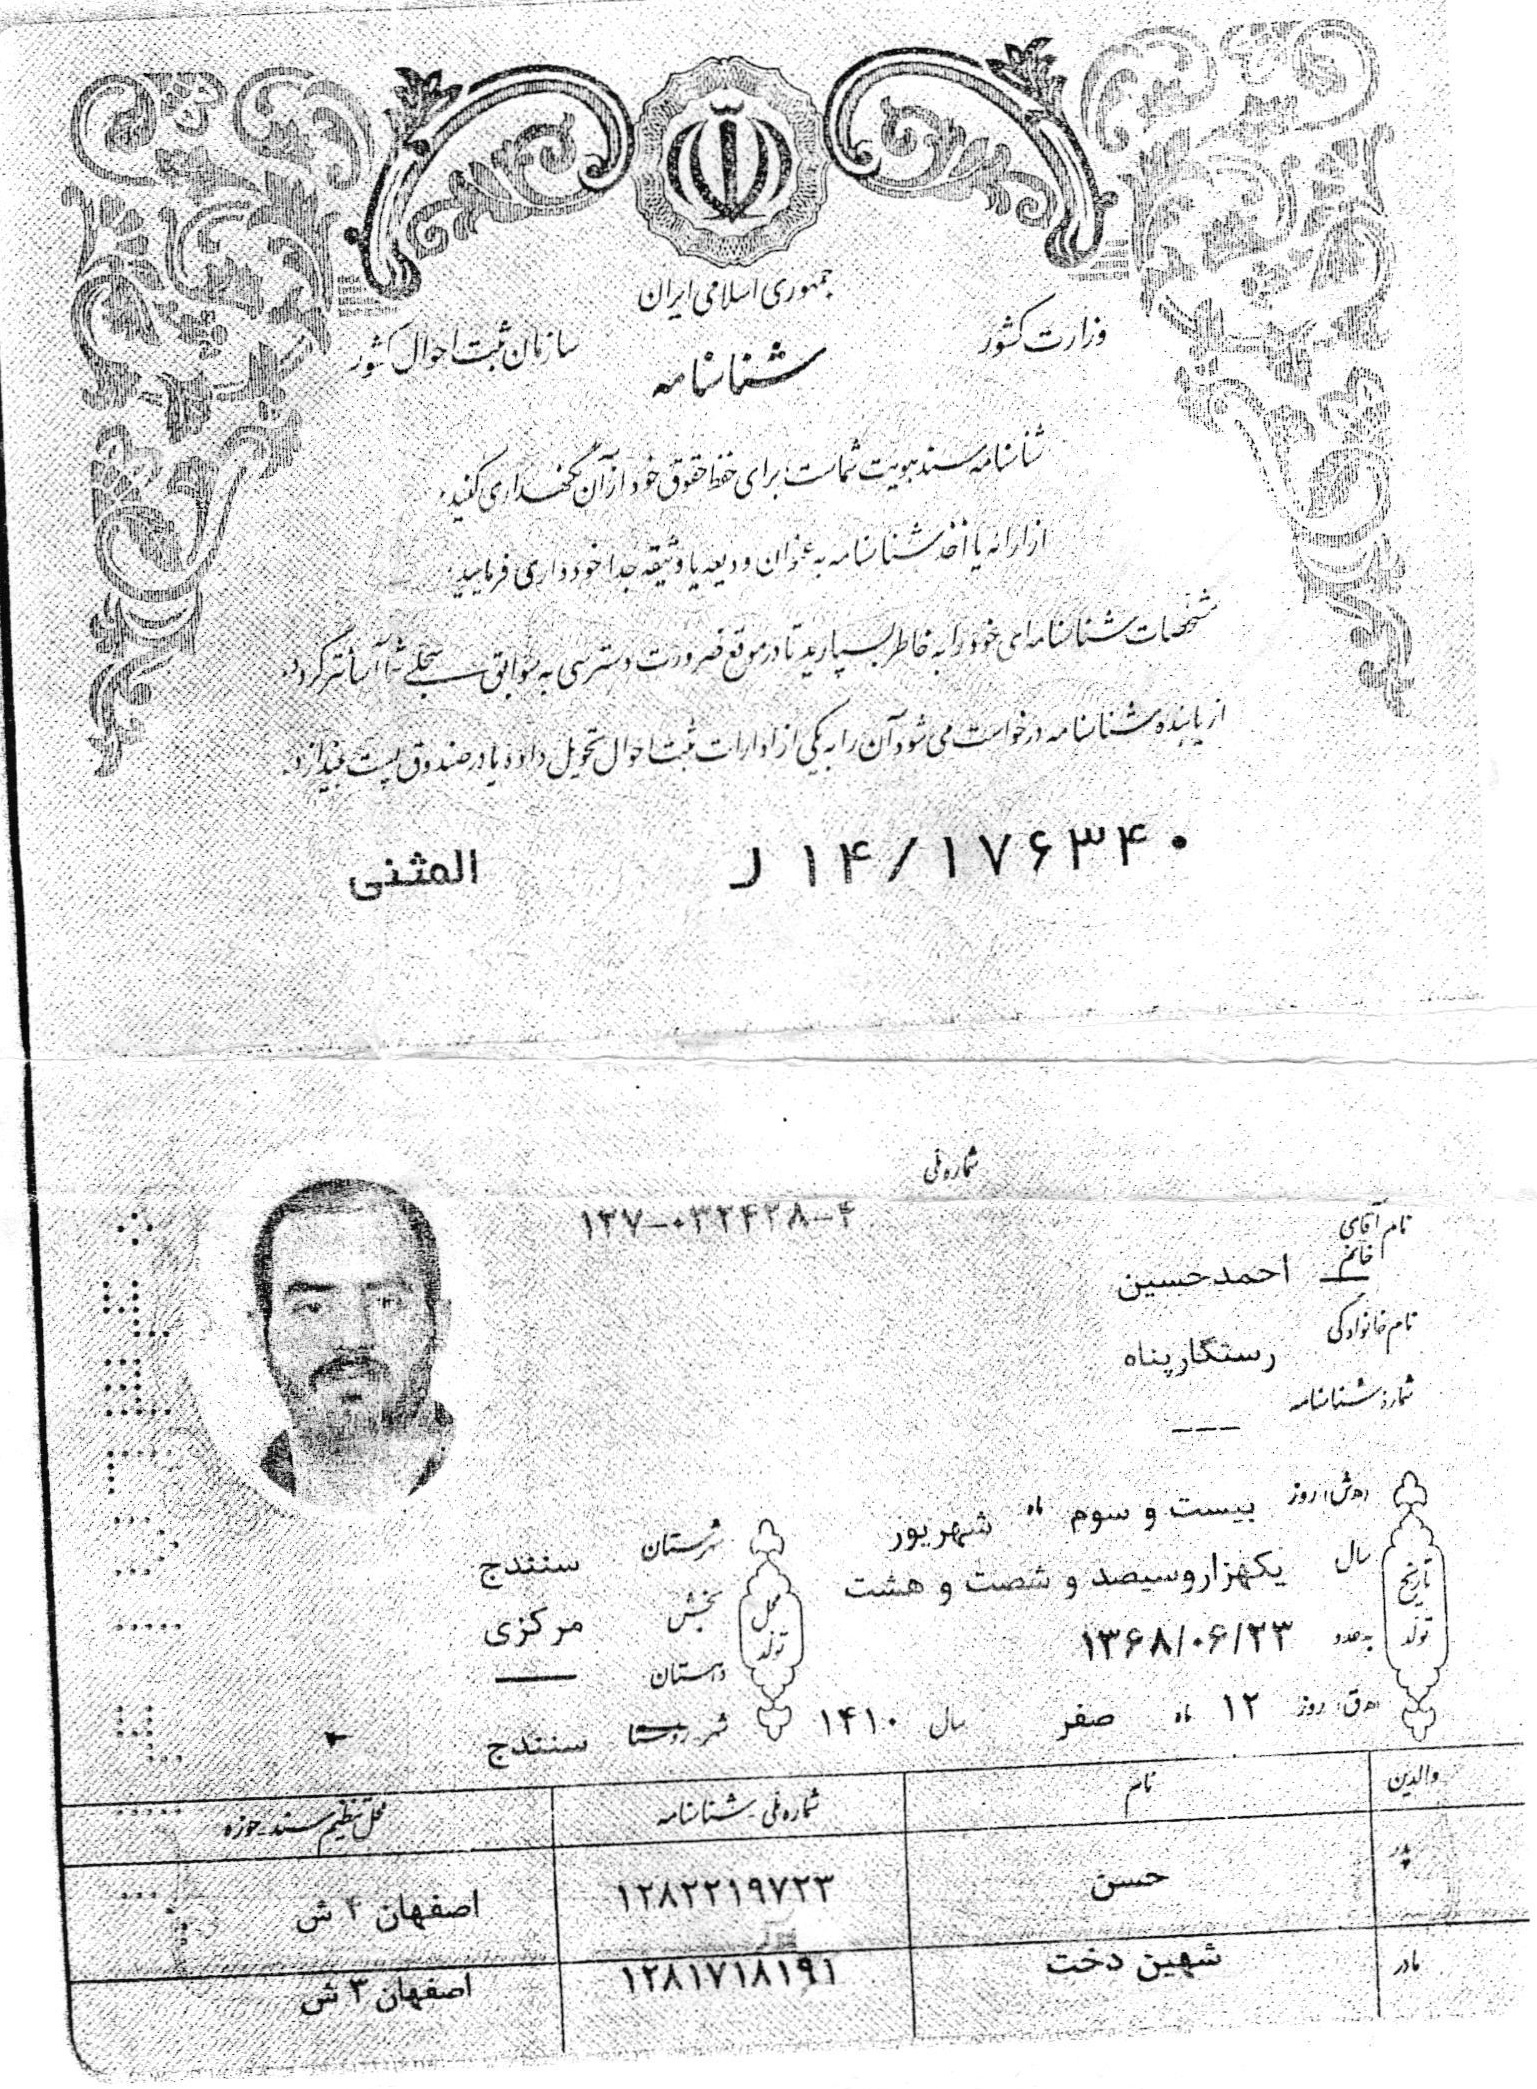 جمهوری اسلامی ایران
وزارت کشور
سازمان ثبت احوال کشور
شناسنامه
شناسنامه سند هویت شماست برای حفظ حقوق خود از آن نگهداری کنید.
از ارائه یا اخذ شناسنامه به عنوان ودیعه یا وثیقه جداً خودداری فرمایید.
مشخصات شناسنامه‌ای خود را به خاطر بسپارید تا در موقع ضرورت دسترسی به سوابق سجلی شما آسانتر گردد.
از یابنده شناسنامه درخواست می‌شود آن را به یکی از ادارات ثبت احوال تحویل داده یا در صندوق پست بیندازد.
ل ۱۴/۱۷۶۳۴۰
المثنی
شماره ملی
۱۲۷-۰۳۲۴۲۸-۴
نام آقای
خانم احمدحسین
نام خانوادگی رستگارپناه
شماره شناسنامه ---
تاریخ تولد
(ه‍.ش) روز بیست و سوم ماه شهریور
سال یکهزاروسیصد و شصت و هشت
به عدد ۱۳۶۸/۰۶/۲۳
(ه‍.ق) روز ۱۲ ماه صفر سال ۱۴۱۰
محل تولد
شهرستان سنندج
بخش مرکزی
دهستان
شهر روستا سنندج
والدین نام شماره ملی-شناسنامه محل تنظیم سند-حوزه
پدر حسن ۱۲۸۲۲۱۹۷۲۳ اصفهان ۴ ش
مادر شهین دخت ۱۲۸۱۷۱۸۱۹۱ اصفهان ۳ ش